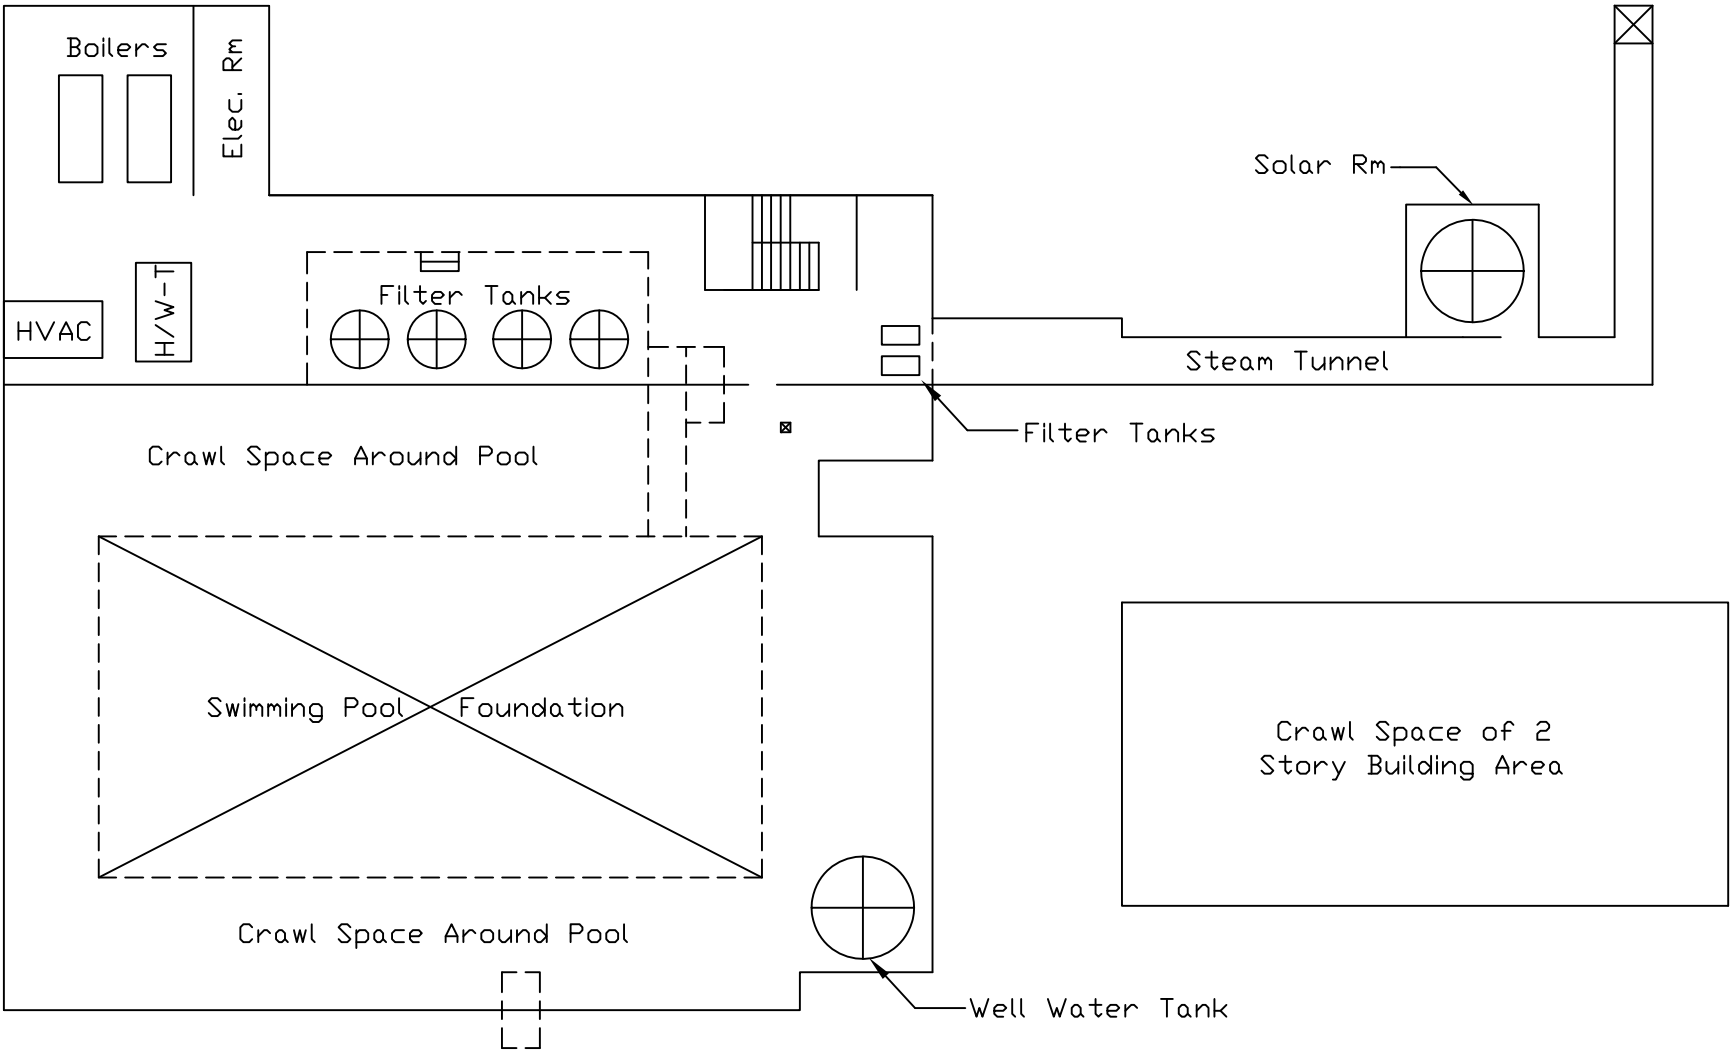 Boilers
Elec. Rm
Solar Rm
HVAC
H/W-T
Filter Tanks
Steam Tunnel
Filter Tanks
Crawl Space Around Pool
Swimming Pool Foundation
Crawl Space of 2
Story Building Area
Crawl Space Around Pool
Well Water Tank